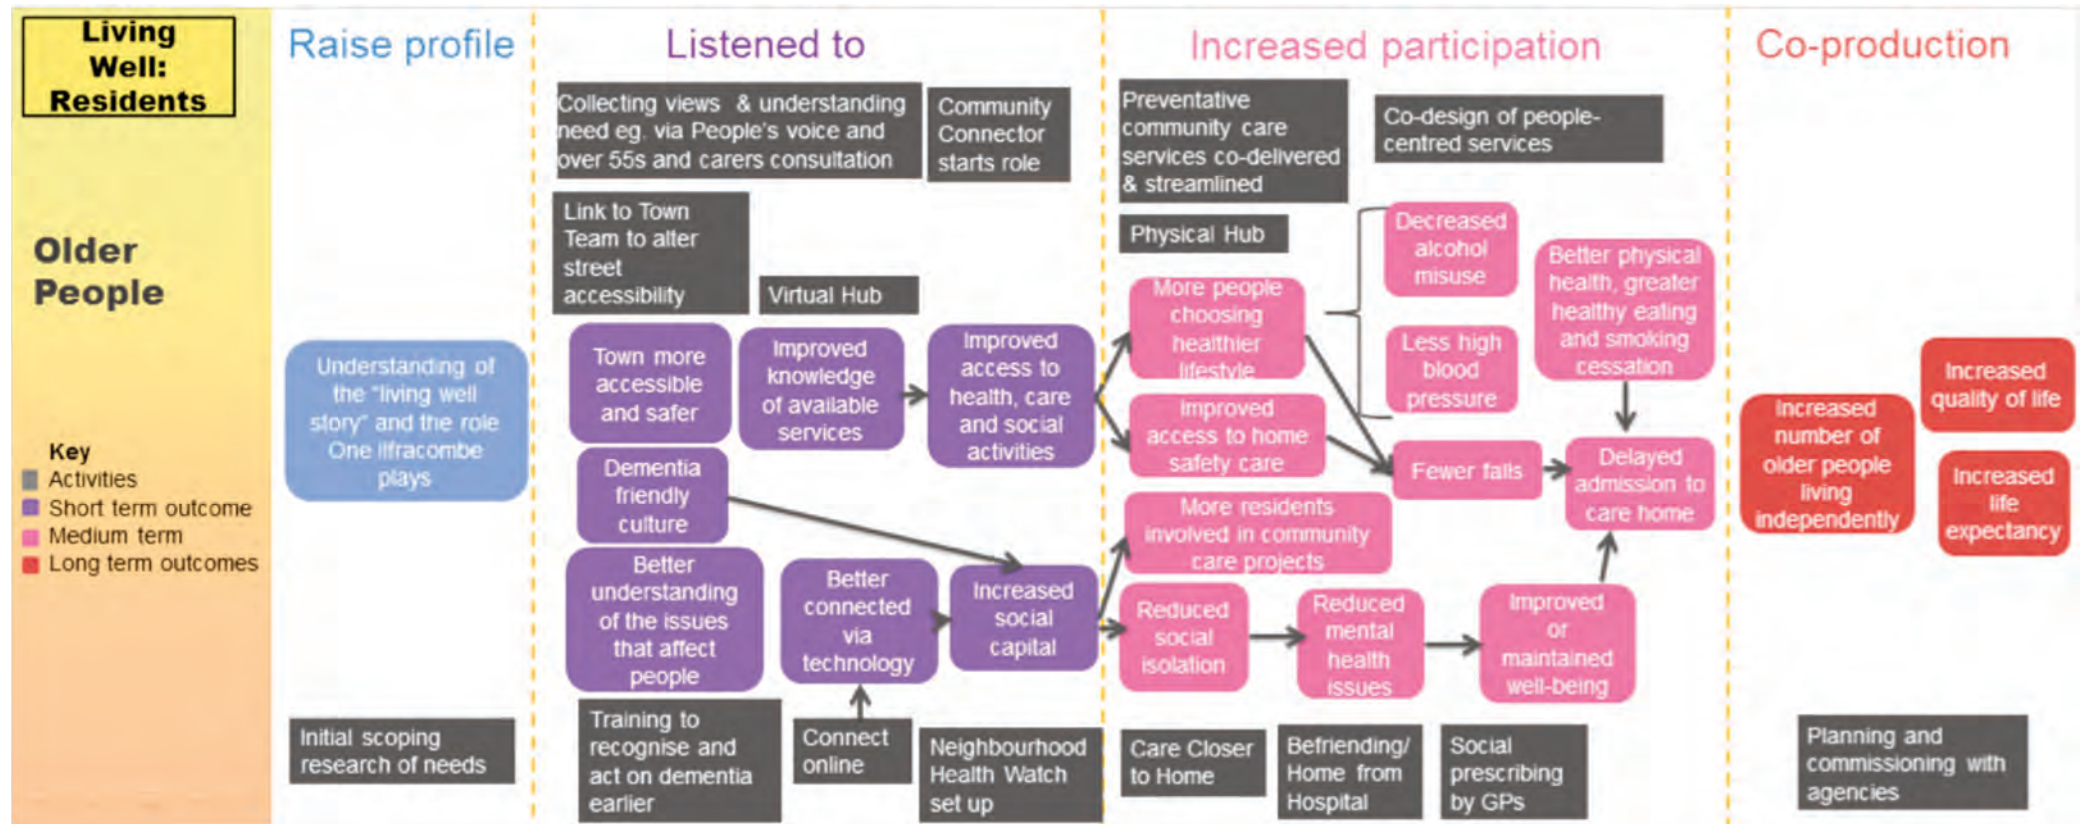 Living
Well:
Residents
Older
People
Key
Activities
Short term outcome
Medium term
Long term outcomes
Raise profile
Understanding of
the "living well
story" and the role
One Ilfracombe
plays
Initial scoping
research of needs
Listened to
Collecting views & understanding
need eg. via People's voice and
over 55s and carers consultation
Community
Connector
starts role
Link to Town
Team to alter
street
accessibility
Virtual Hub
Town more
accessible
and safer
Improved
knowledge
of available
services
Improved
access to
health, care
and social
activities
Dementia
friendly
culture
Better
understanding
of the issues
that affect
people
Better
connected
via
technology
Increased
social
capital
Training to
recognise and
act on dementia
earlier
Connect
online
Neighbourhood
Health Watch
set up
Increased participation
Preventative
community care
services co-delivered
& streamlined
Co-design of people-
centred services
Physical Hub
Decreased
alcohol
misuse
Better physical
health, greater
healthy eating
and smoking
cessation
More people
choosing
healthier
lifestyle
Less high
blood
pressure
Improved
access to home
safety care
Fewer falls
Delayed
admission to
care home
More residents
involved in community
care projects
Reduced
social
isolation
Reduced
mental
health
issues
Improved
or
maintained
well-being
Care Closer
to Home
Befriending/
Home from
Hospital
Social
prescribing
by GPs
Co-production
Increased
number of
older people
living
independently
Increased
quality of life
Increased
life
expectancy
Planning and
commissioning with
agencies